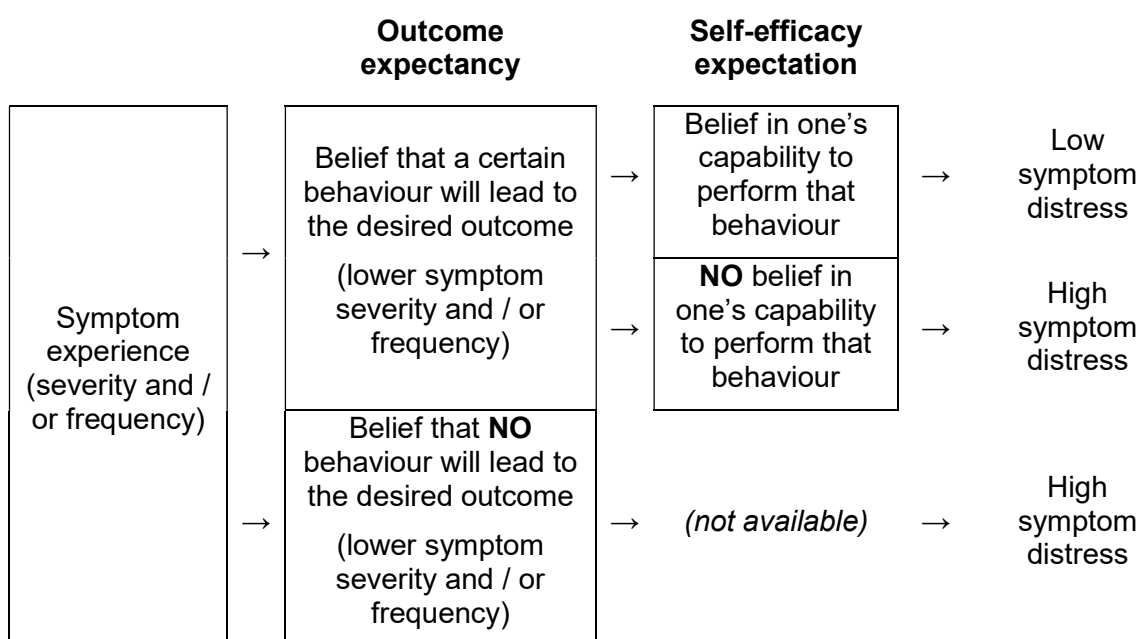 Outcome
expectancy
Self-efficacy
expectation
Symptom
experience
(severity and /
or frequency)
→
Belief that a certain
behaviour will lead to
the desired outcome
(lower symptom
severity and / or
frequency)
→
Belief in one’s
capability to
perform that
behaviour
→
Low
symptom
distress
→
NO belief in
one’s capability
to perform that
behaviour
→
High
symptom
distress
→
Belief that NO
behaviour will lead to
the desired outcome
(lower symptom
severity and / or
frequency)
→
(not available)
→
High
symptom
distress